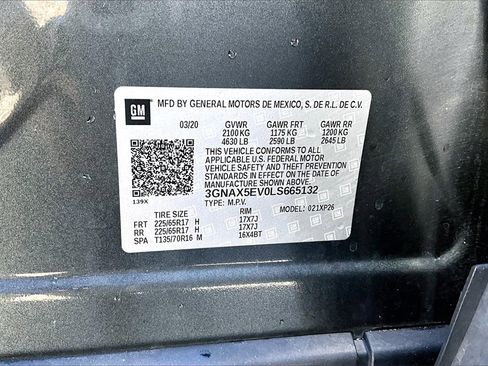 GM
MFD BY GENERAL MOTORS DE MEXICO, S. DE R.L. DE C.V.
03/20 GVWR GAWR FRT GAWR RR
2100 KG 1175 KG 1200 KG
4630 LB 2590 LB 2645 LB
THIS VEHICLE CONFORMS TO ALL
APPLICABLE U.S. FEDERAL MOTOR
VEHICLE SAFETY AND THEFT PREVENTION
STANDARDS IN EFFECT ON THE DATE OF
MANUFACTURE SHOWN ABOVE.
139X 3GNAX5EV0LS665132
TYPE: M.P.V. MODEL: 021XP26
TIRE SIZE RIM
FRT 225/65R17 H 17X7J
RR 225/65R17 H 17X7J
SPA T135/70R16 M 16X4BT